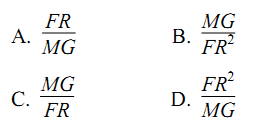 A. FR/MG B. MG/FR²
C. MG/FR D. FR²/MG